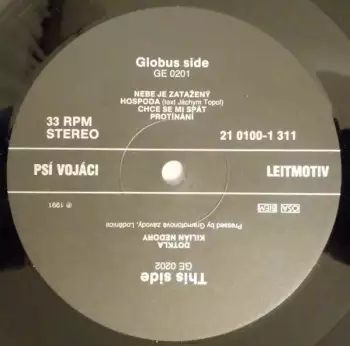 Globus side
GE 0201
NEBE JE ZATAŽENÝ
HOSPODA (text Jáchym Topol)
CHCE SE MI SPÁT
PROTÍNÁNÍ
33 RPM
STEREO
21 0100-1 311
PSÍ VOJÁCI
LEITMOTIV
This side
GE 0202
DOTKLA
KILIÁN NEDORY
Pressed by Gramofonové závody, Loděnice
℗ 1991
OSA BIEM